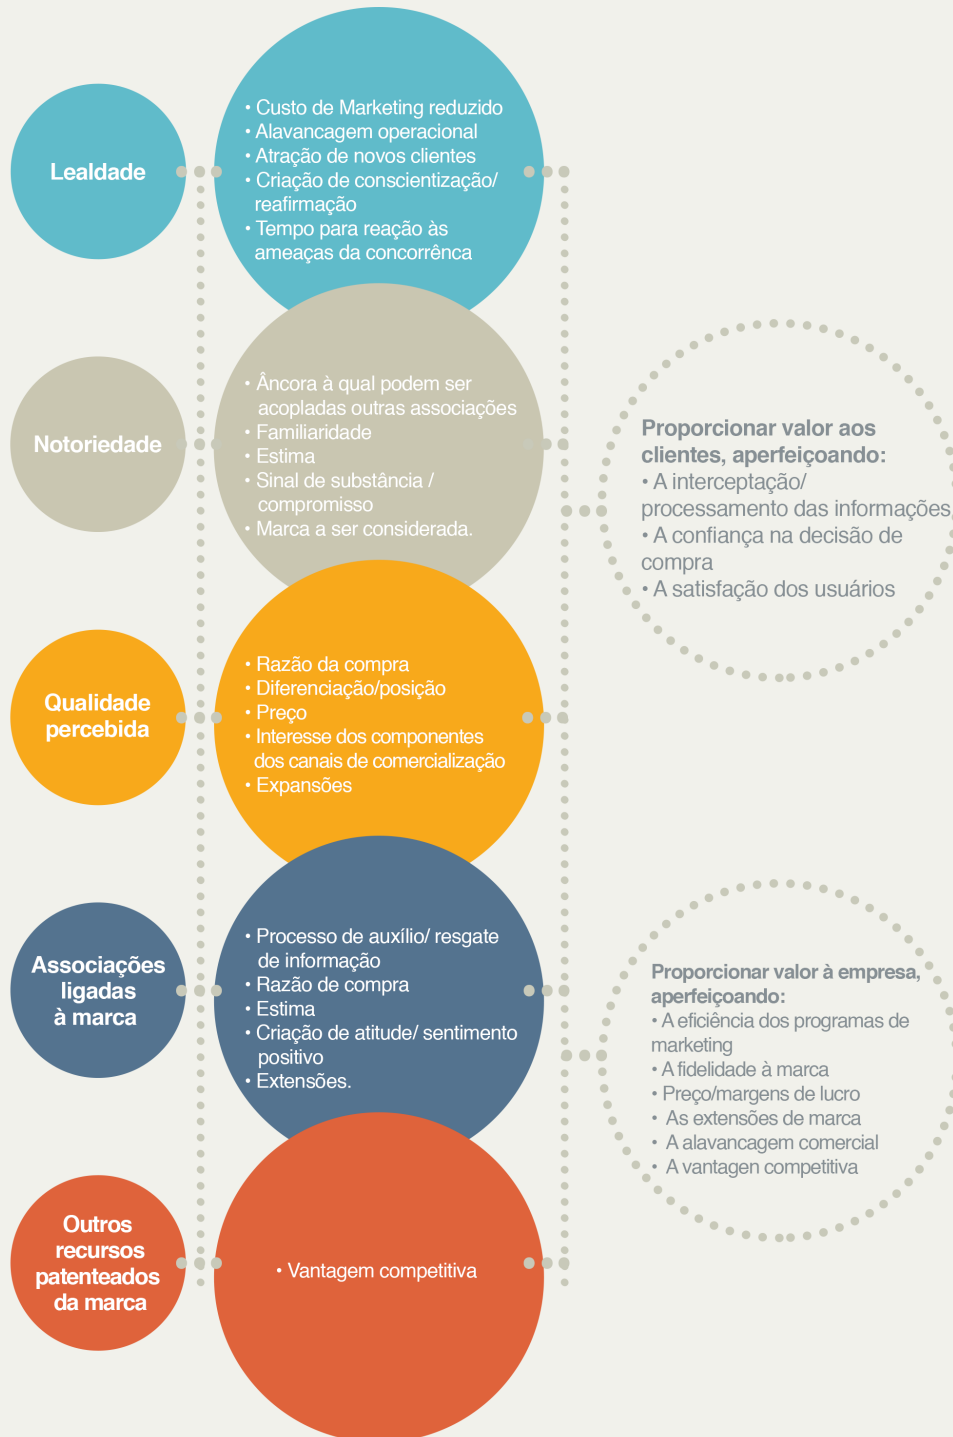 Lealdade
• Custo de Marketing reduzido
• Alavancagem operacional
• Atração de novos clientes
• Criação de conscientização/
reafirmação
• Tempo para reação às
ameaças da concorrênca
Notoriedade
• Âncora à qual podem ser
acopladas outras associações
• Familiaridade
• Estima
• Sinal de substância /
compromisso
• Marca a ser considerada.
Qualidade
percebida
• Razão da compra
• Diferenciação/posição
• Preço
• Interesse dos componentes
dos canais de comercialização
• Expansões
Associações
ligadas
à marca
• Processo de auxílio/ resgate
de informação
• Razão de compra
• Estima
• Criação de atitude/ sentimento
positivo
• Extensões.
Outros
recursos
patenteados
da marca
• Vantagem competitiva
Proporcionar valor aos
clientes, aperfeiçoando:
• A interceptação/
processamento das informações
• A confiança na decisão de
compra
• A satisfação dos usuários
Proporcionar valor à empresa,
aperfeiçoando:
• A eficiência dos programas de
marketing
• A fidelidade à marca
• Preço/margens de lucro
• As extensões de marca
• A alavancagem comercial
• A vantagen competitiva